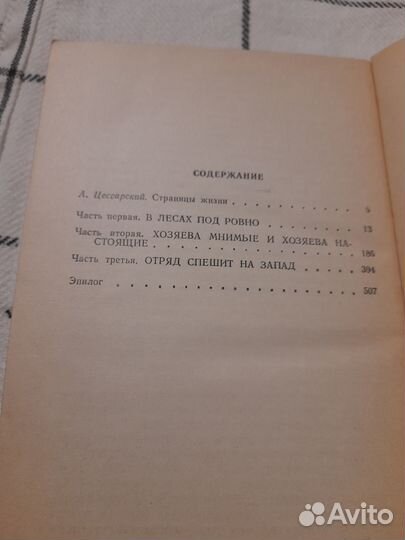 СОДЕРЖАНИЕ
А. Цессарский. Страницы жизни . . . . . . . . 5
Часть первая. В ЛЕСАХ ПОД РОВНО . . . . . . . 13
Часть вторая. ХОЗЯЕВА МНИМЫЕ И ХОЗЯЕВА НА-
СТОЯЩИЕ . . . . . . . . . . . . . . . 186
Часть третья. ОТРЯД СПЕШИТ НА ЗАПАД . . . . 394
Эпилог . . . . . . . . . . . . . . . . . 507
Avito